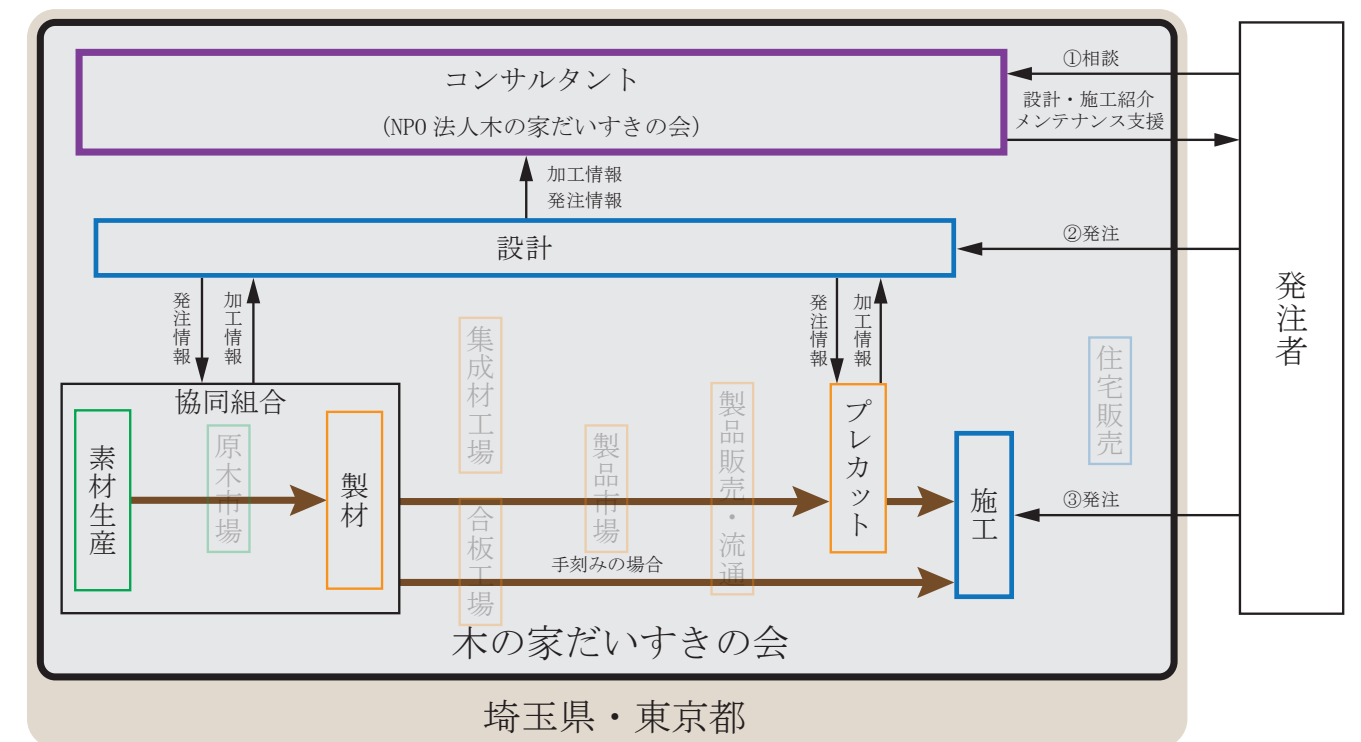 コンサルタント
(NPO 法人木の家だいすきの会)
①相談
設計・施工紹介
メンテナンス支援
加工情報
発注情報
設計
②発注
発注者
発注情報
加工情報
発注情報
加工情報
協同組合
素材生産
原木市場
製材
集成材工場
合板工場
製品市場
製品販売・流通
プレカット
施工
住宅販売
③発注
手刻みの場合
木の家だいすきの会
埼玉県・東京都